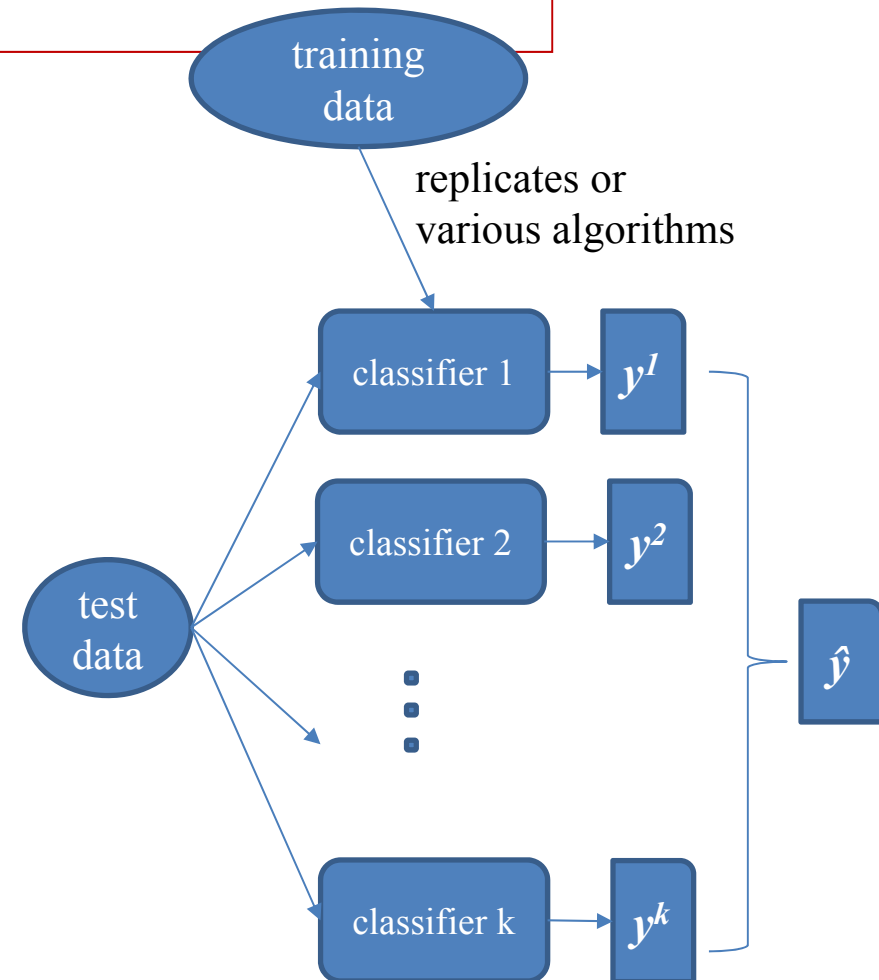 training
data
replicates or
various algorithms
classifier 1
y¹
classifier 2
y²
test
data
ŷ
classifier k
yᵏ